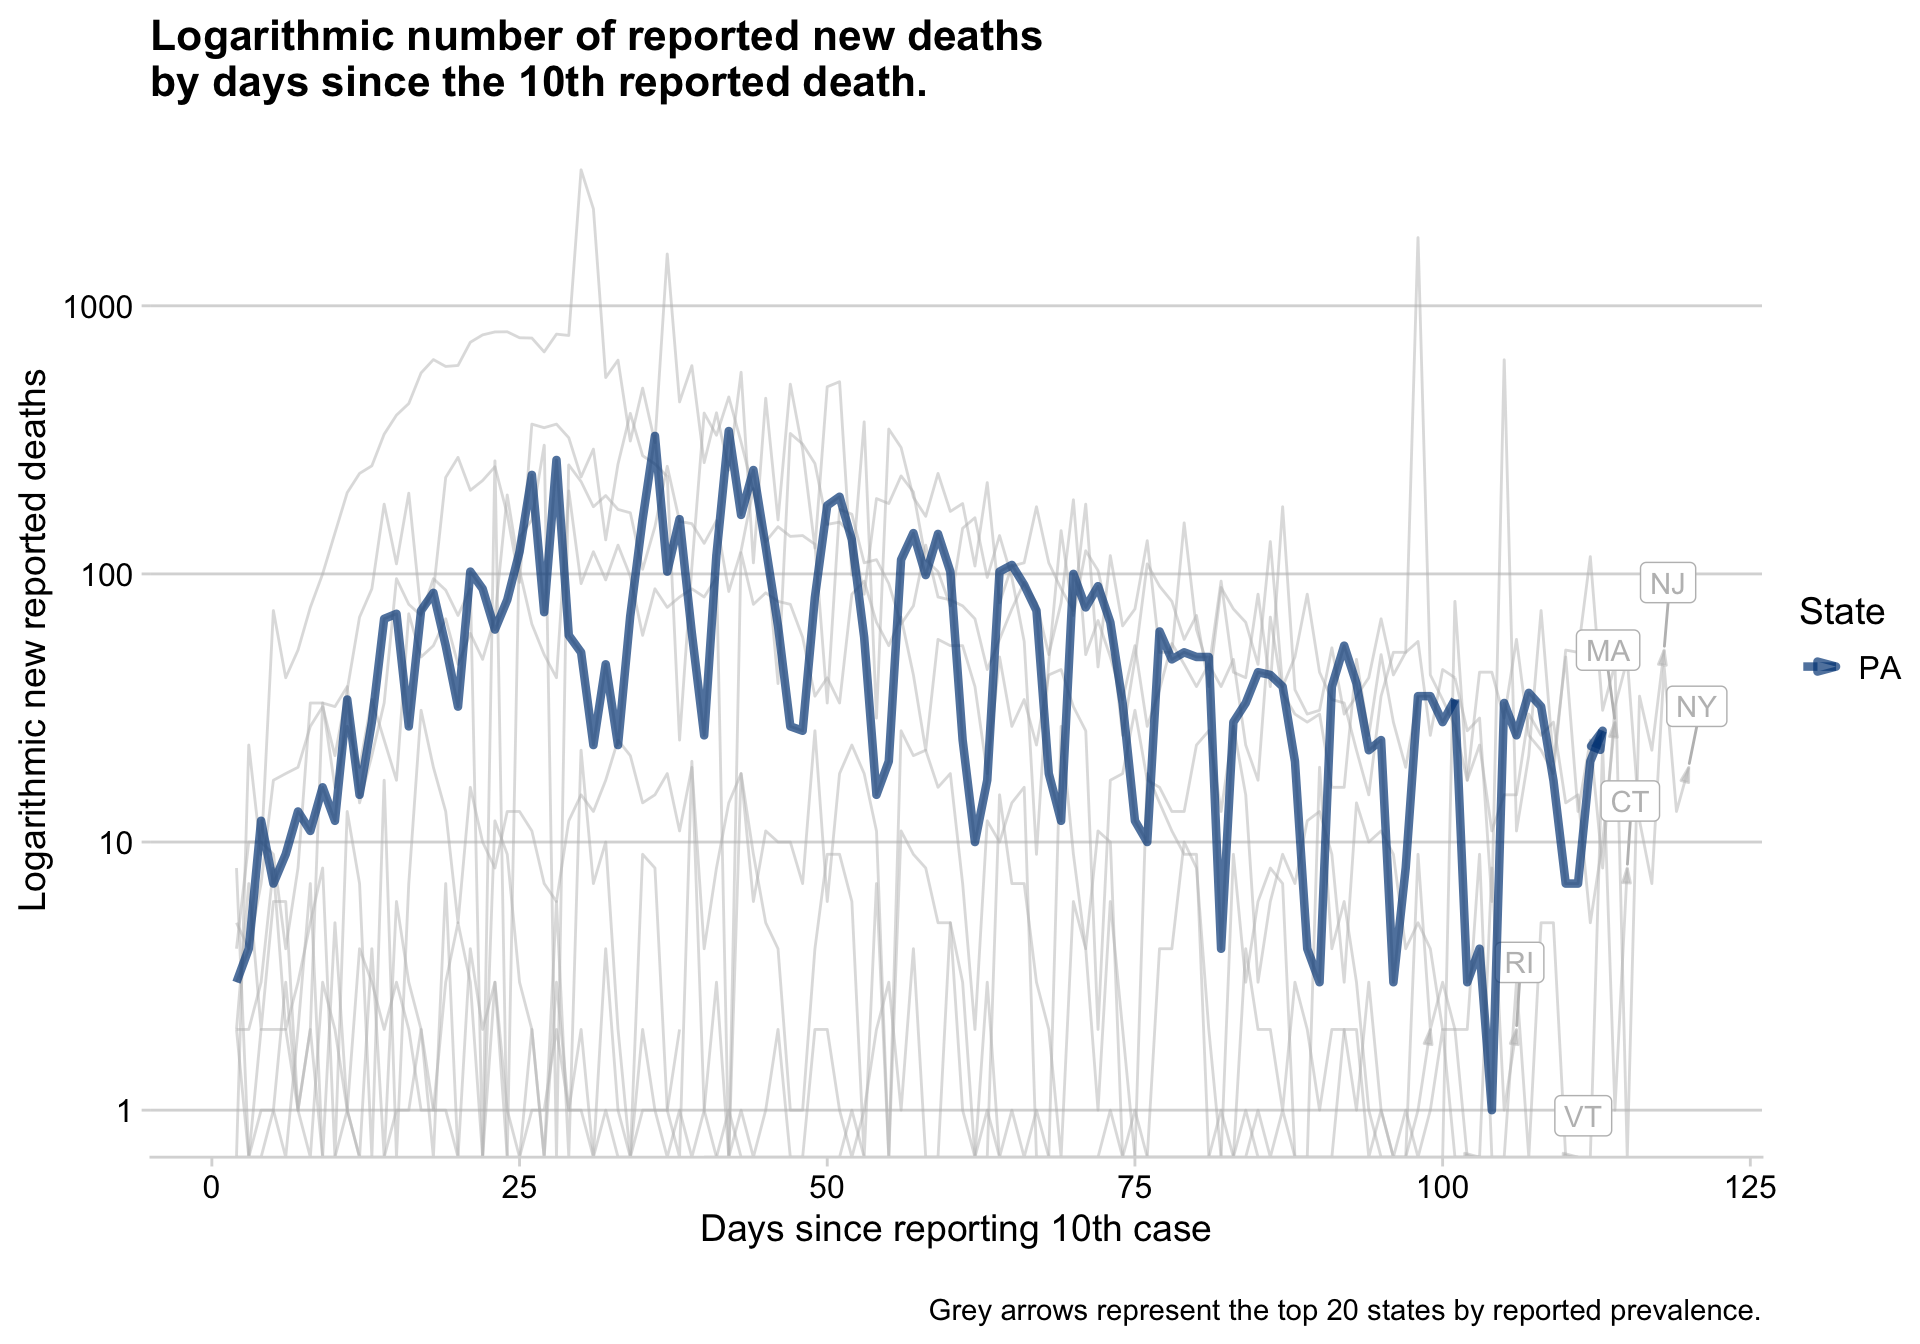 Logarithmic number of reported new deaths
by days since the 10th reported death.
Logarithmic new reported deaths
1000
100
10
1
NJ
MA
NY
CT
RI
VT
State
PA
0
25
50
75
100
125
Days since reporting 10th case
Grey arrows represent the top 20 states by reported prevalence.